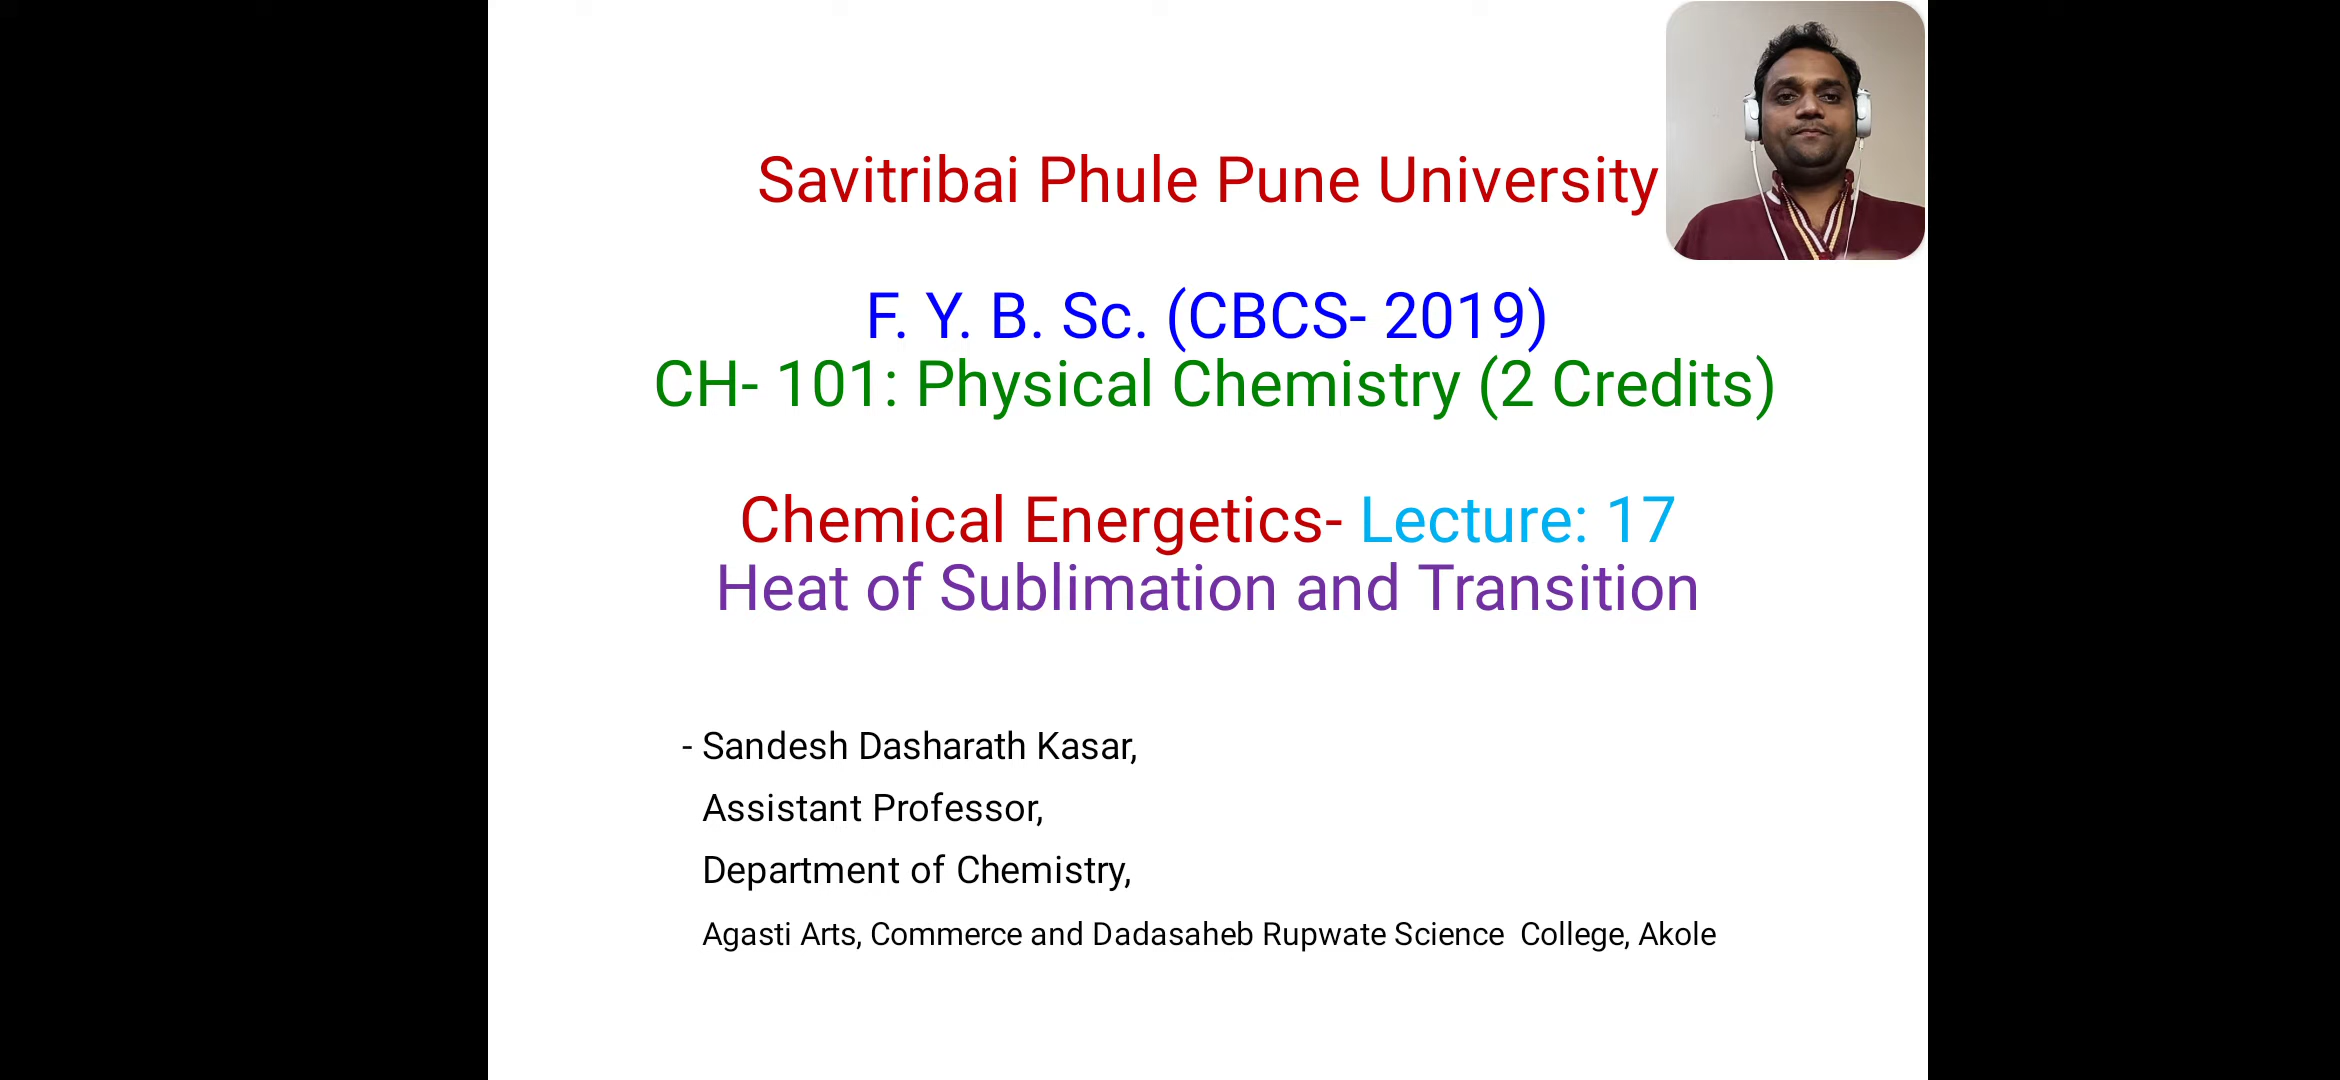 Savitribai Phule Pune University
F. Y. B. Sc. (CBCS- 2019)
CH- 101: Physical Chemistry (2 Credits)
Chemical Energetics- Lecture: 17
Heat of Sublimation and Transition
- Sandesh Dasharath Kasar,
Assistant Professor,
Department of Chemistry,
Agasti Arts, Commerce and Dadasaheb Rupwate Science  College, Akole